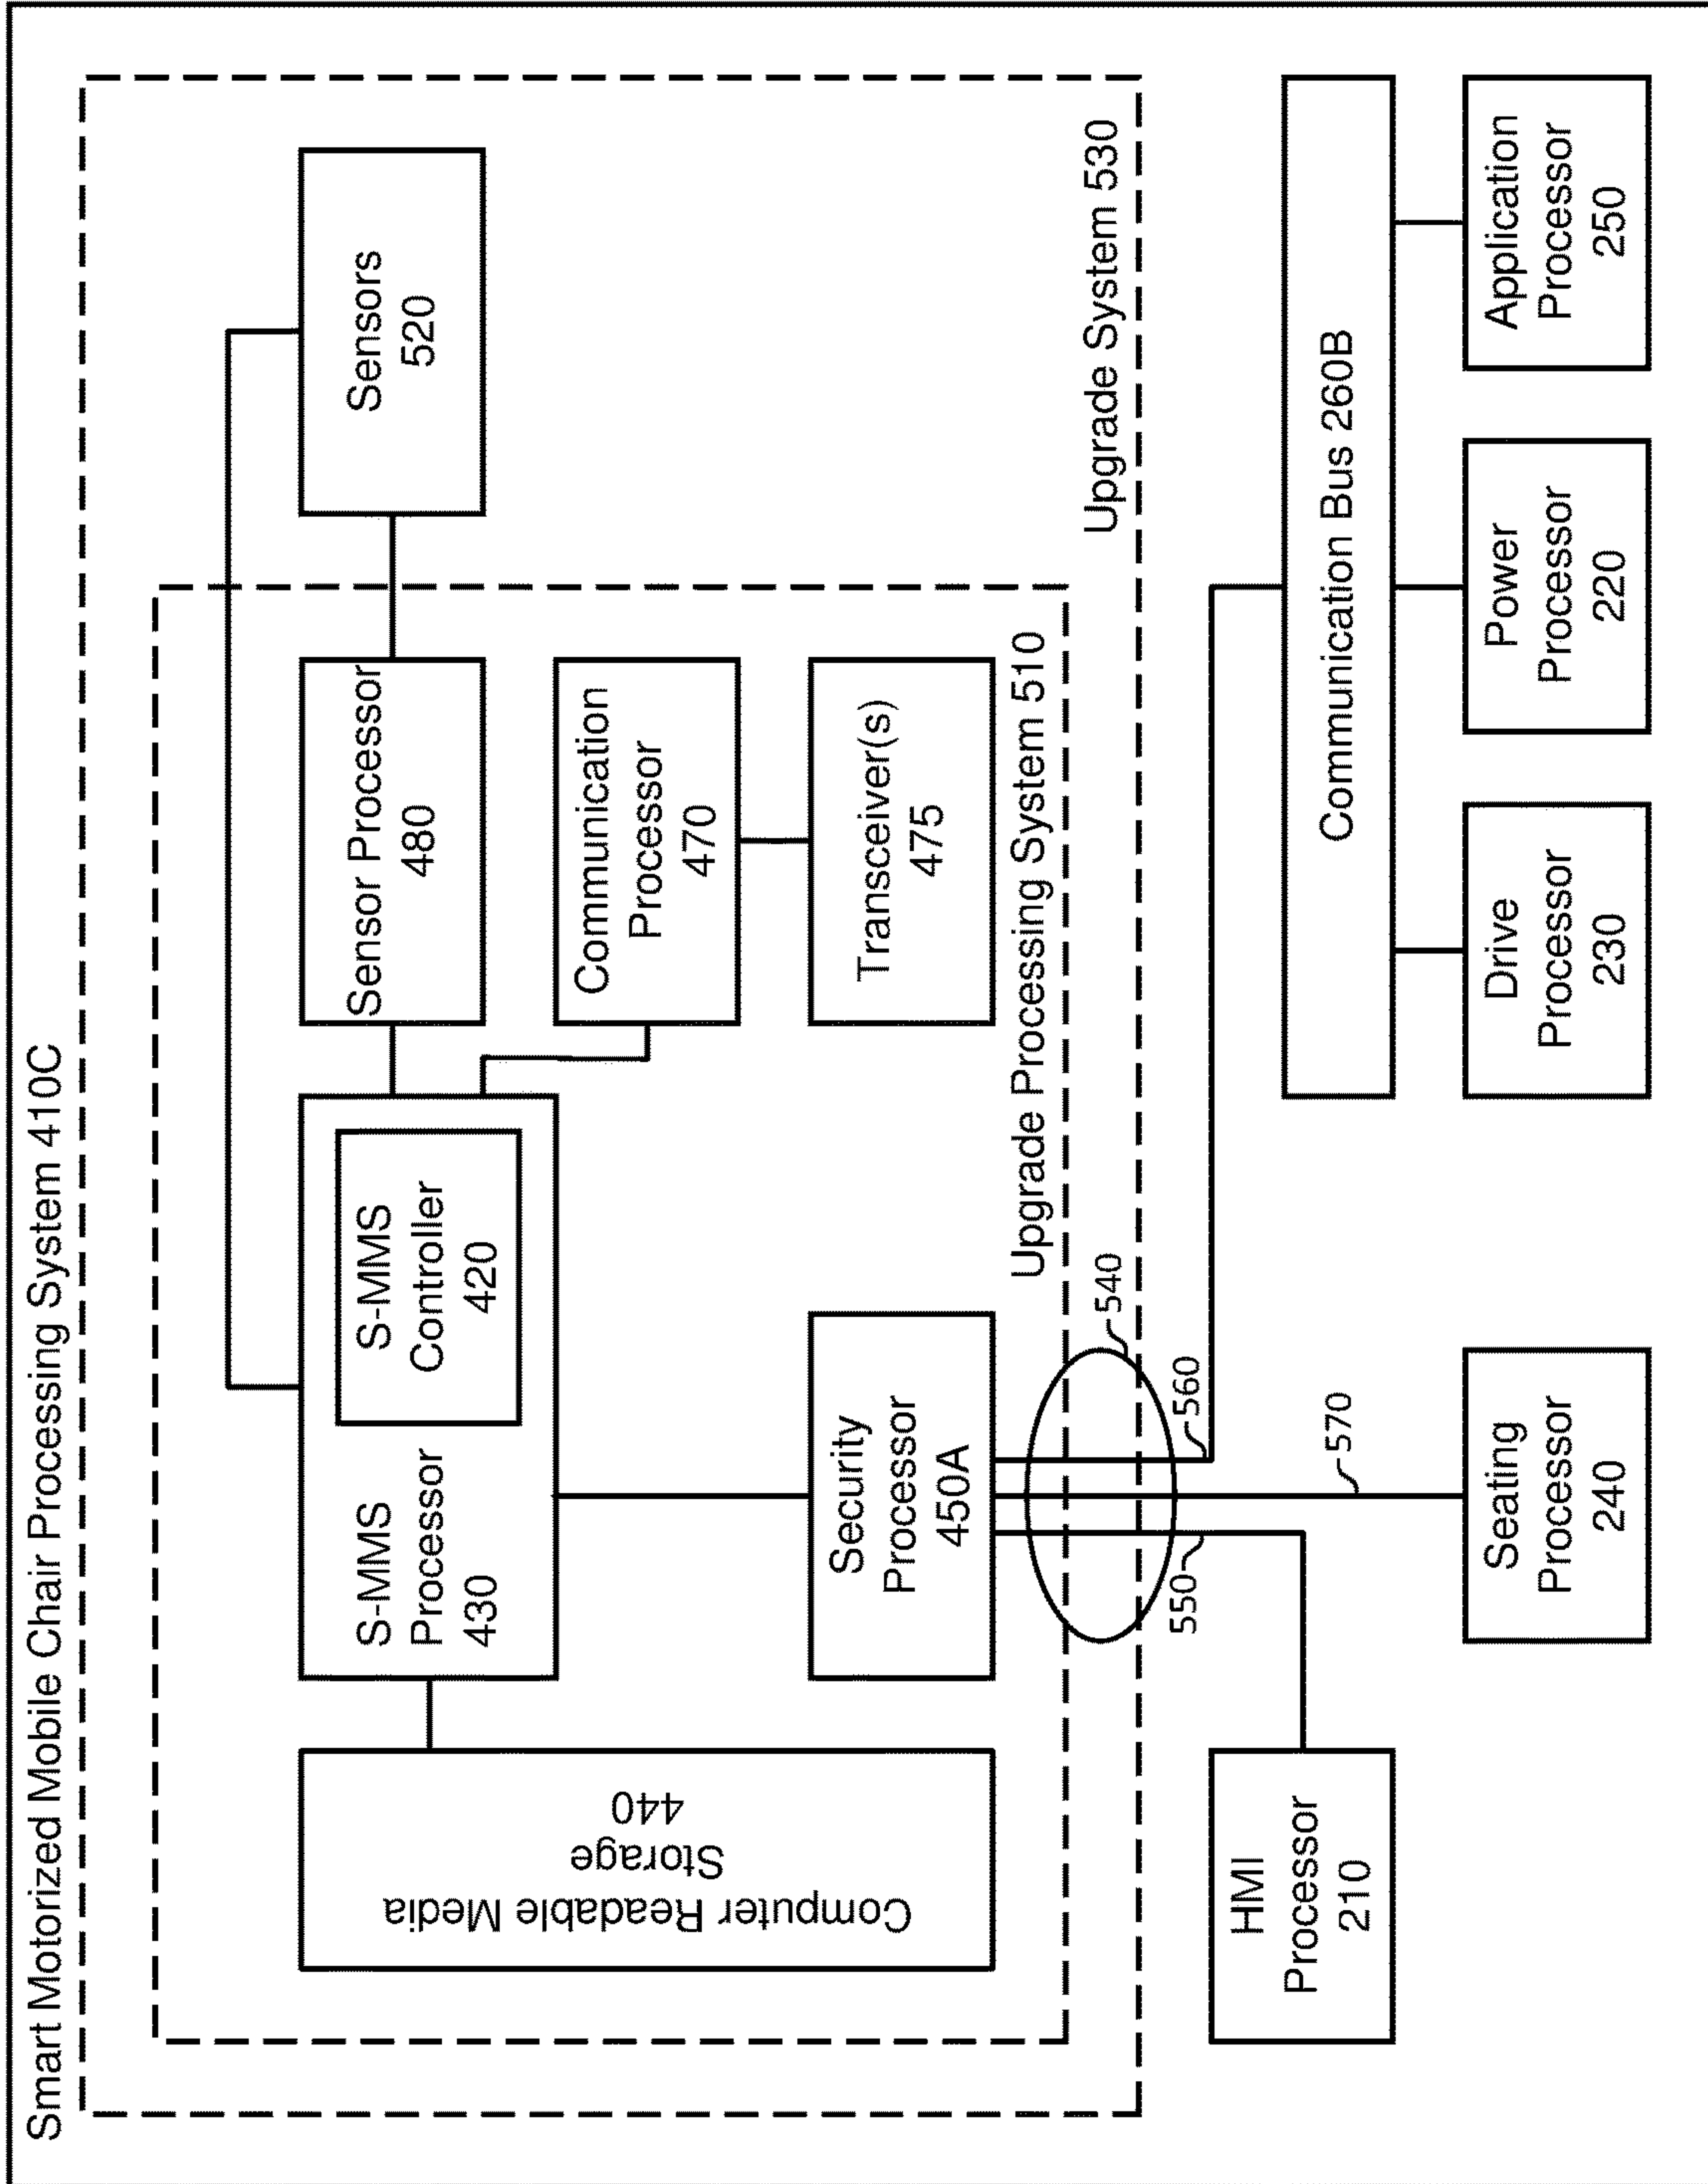 Smart Motorized Mobile Chair Processing System 410C
Sensors
520
Sensor Processor
480
S-MMS
Controller
420
S-MMS
Processor
430
Computer Readable Media
Storage
440
Communication
Processor
470
Transceiver(s)
475
Security
Processor
450A
Upgrade Processing System 510
Upgrade System 530
540
550
560
570
HMI
Processor
210
Seating
Processor
240
Communication Bus 260B
Drive
Processor
230
Power
Processor
220
Application
Processor
250